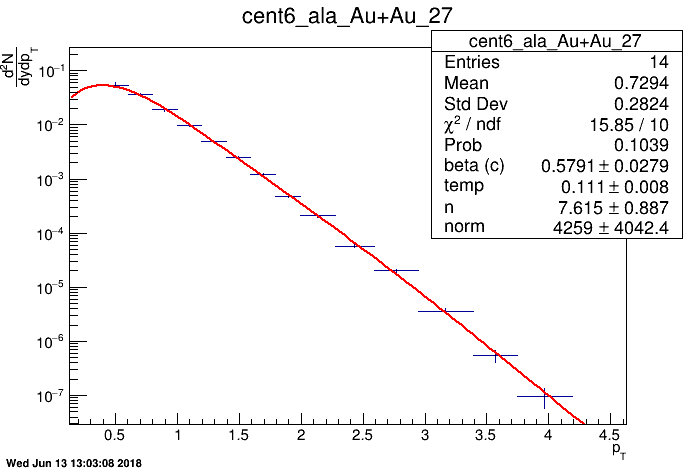 cent6_ala_Au+Au_27
d²N
dydp_T
cent6_ala_Au+Au_27
Entries 14
Mean 0.7294
Std Dev 0.2824
χ² / ndf 15.85 / 10
Prob 0.1039
beta (c) 0.5791 ± 0.0279
temp 0.111 ± 0.008
n 7.615 ± 0.887
norm 4259 ± 4042.4
10⁻¹
10⁻²
10⁻³
10⁻⁴
10⁻⁵
10⁻⁶
10⁻⁷
0.5 1 1.5 2 2.5 3 3.5 4 4.5
p_T
Wed Jun 13 13:03:08 2018